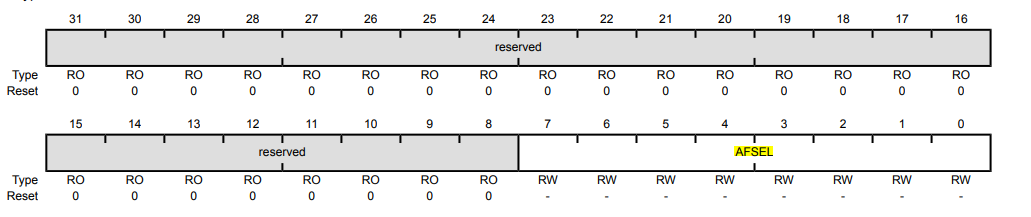 31 30 29 28 27 26 25 24 23 22 21 20 19 18 17 16
reserved
Type RO RO RO RO RO RO RO RO RO RO RO RO RO RO RO RO
Reset 0 0 0 0 0 0 0 0 0 0 0 0 0 0 0 0
15 14 13 12 11 10 9 8 7 6 5 4 3 2 1 0
reserved AFSEL
Type RO RO RO RO RO RO RO RO RW RW RW RW RW RW RW RW
Reset 0 0 0 0 0 0 0 0 - - - - - - - -